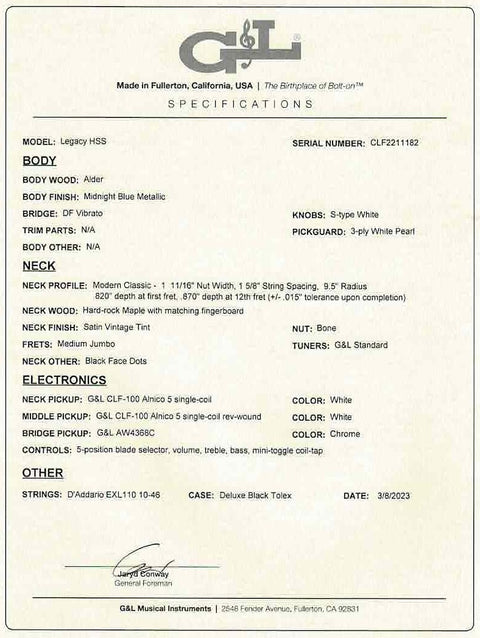 G&L®
Made in Fullerton, California, USA | The Birthplace of Bolt-on™
SPECIFICATIONS
MODEL: Legacy HSS
SERIAL NUMBER: CLF2211182
BODY
BODY WOOD: Alder
BODY FINISH: Midnight Blue Metallic
BRIDGE: DF Vibrato
KNOBS: S-type White
TRIM PARTS: N/A
PICKGUARD: 3-ply White Pearl
BODY OTHER: N/A
NECK
NECK PROFILE: Modern Classic - 1 11/16" Nut Width, 1 5/8" String Spacing, 9.5" Radius
820" depth at first fret, .870" depth at 12th fret (+/- .015" tolerance upon completion)
NECK WOOD: Hard-rock Maple with matching fingerboard
NECK FINISH: Satin Vintage Tint
NUT: Bone
FRETS: Medium Jumbo
TUNERS: G&L Standard
NECK OTHER: Black Face Dots
ELECTRONICS
NECK PICKUP: G&L CLF-100 Alnico 5 single-coil
COLOR: White
MIDDLE PICKUP: G&L CLF-100 Alnico 5 single-coil rev-wound
COLOR: White
BRIDGE PICKUP: G&L AW4368C
COLOR: Chrome
CONTROLS: 5-position blade selector, volume, treble, bass, mini-toggle coil-tap
OTHER
STRINGS: D'Addario EXL110 10-46
CASE: Deluxe Black Tolex
DATE: 3/8/2023
Jaryd Conway
General Foreman
G&L Musical Instruments | 2548 Fender Avenue, Fullerton, CA 92831